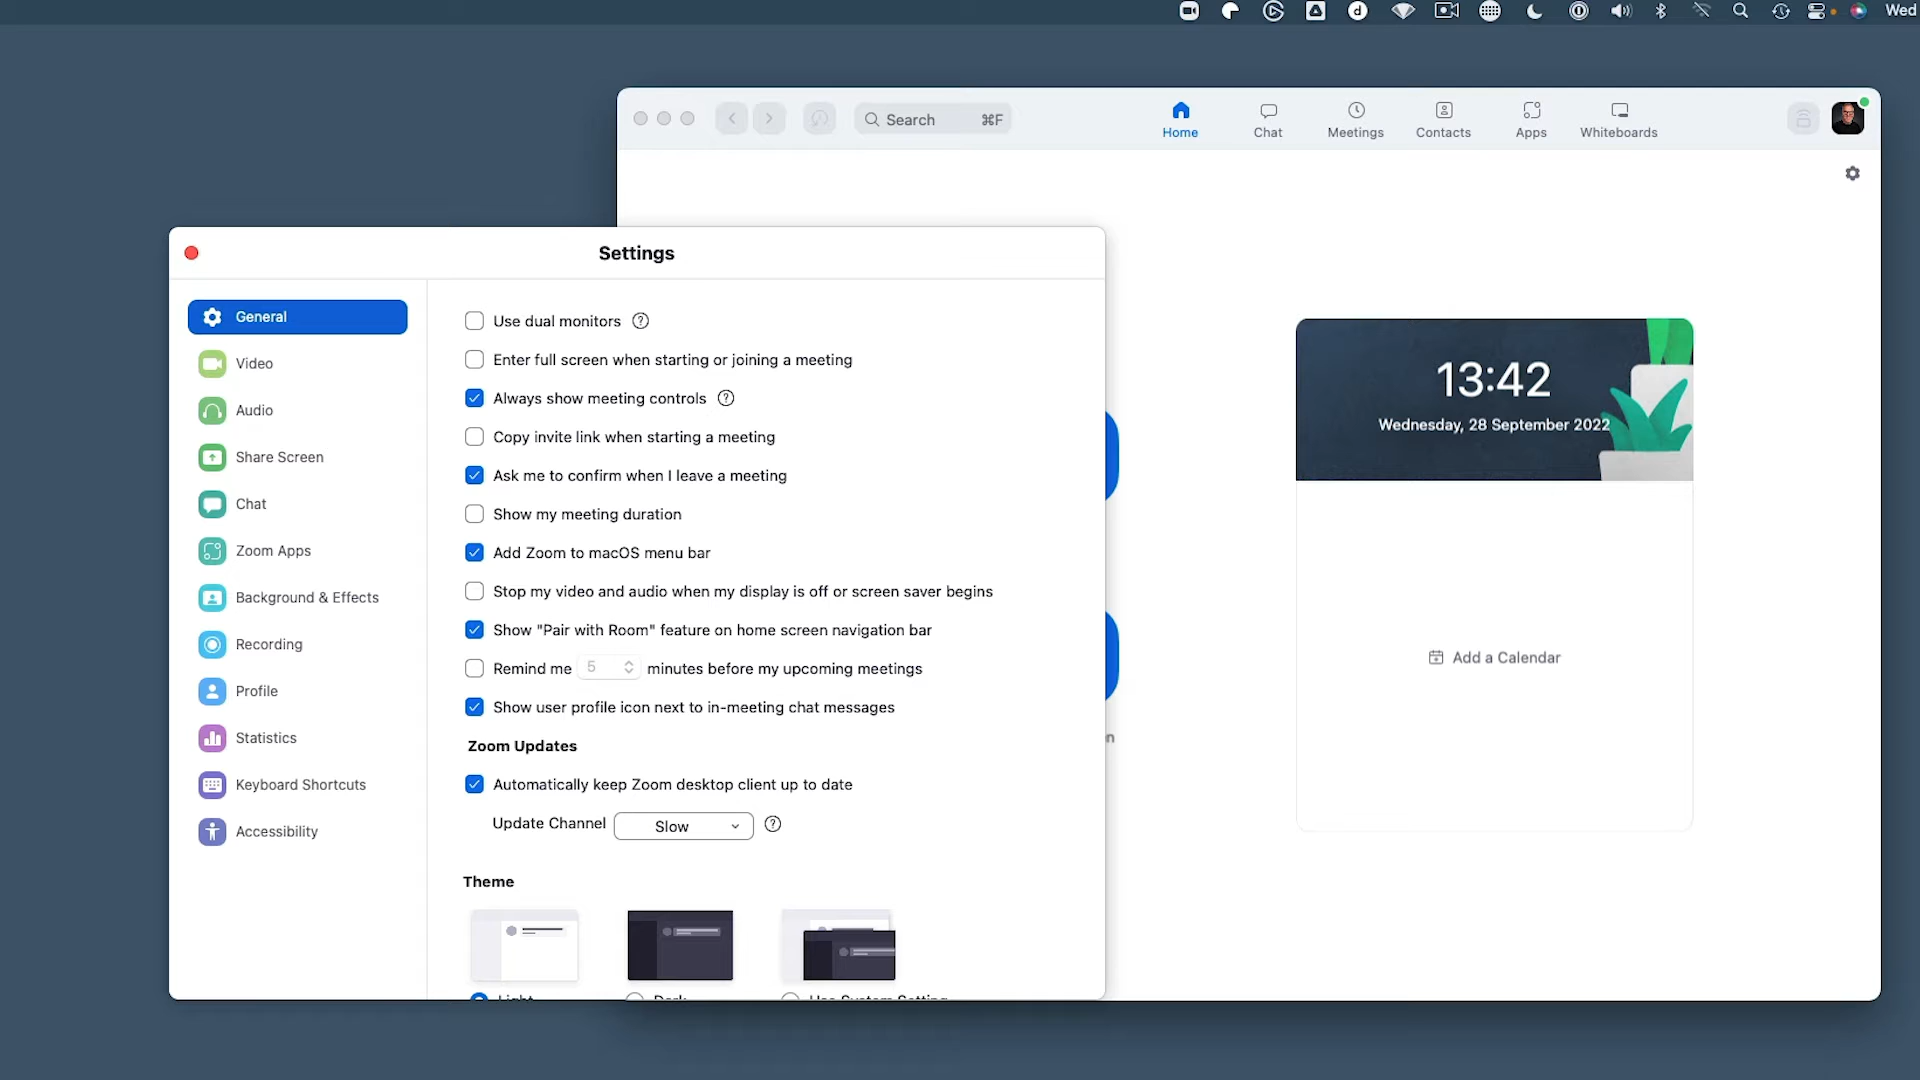 Wed
Search ⌘F
Home
Chat
Meetings
Contacts
Apps
Whiteboards
Settings
General
Video
Audio
Share Screen
Chat
Zoom Apps
Background & Effects
Recording
Profile
Statistics
Keyboard Shortcuts
Accessibility
Use dual monitors
Enter full screen when starting or joining a meeting
Always show meeting controls
Copy invite link when starting a meeting
Ask me to confirm when I leave a meeting
Show my meeting duration
Add Zoom to macOS menu bar
Stop my video and audio when my display is off or screen saver begins
Show "Pair with Room" feature on home screen navigation bar
Remind me 5 minutes before my upcoming meetings
Show user profile icon next to in-meeting chat messages
Zoom Updates
Automatically keep Zoom desktop client up to date
Update Channel Slow
Theme
Light
Dark
Use System Setting
13:42
Wednesday, 28 September 2022
Add a Calendar